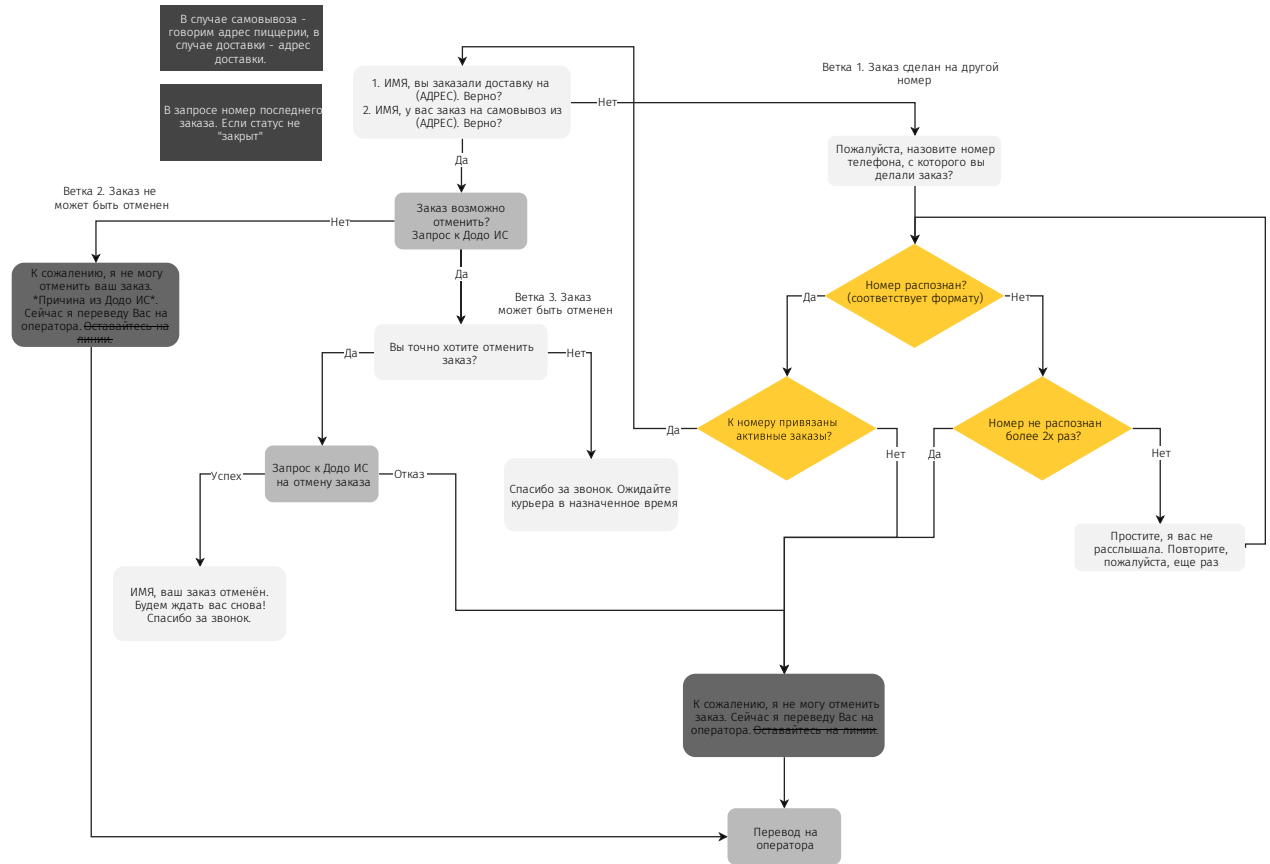 В случае самовывоза -
говорим адрес пиццерии, в
случае доставки - адрес
доставки.
В запросе номер последнего
заказа. Если статус не
"закрыт"
1. ИМЯ, вы заказали доставку на
(АДРЕС). Верно?
2. ИМЯ, у вас заказ на самовывоз из
(АДРЕС). Верно?
Нет
Ветка 1. Заказ сделан на другой
номер
Пожалуйста, назовите номер
телефона, с которого вы
делали заказ?
Да
Ветка 2. Заказ не
может быть отменен
Нет
Заказ возможно
отменить?
Запрос к Додо ИС
К сожалению, я не могу
отменить ваш заказ.
*Причина из Додо ИС*.
Сейчас я переведу Вас на
оператора. Оставайтесь на
линии.
Да
Ветка 3. Заказ
может быть отменен
Номер распознан?
(соответствует формату)
Да
Нет
Вы точно хотите отменить
заказ?
Да
Нет
К номеру привязаны
активные заказы?
Да
Нет
Номер не распознан
более 2х раз?
Да
Нет
Запрос к Додо ИС
на отмену заказа
Успех
Отказ
Спасибо за звонок. Ожидайте
курьера в назначенное время
Простите, я вас не
расслышала. Повторите,
пожалуйста, еще раз
ИМЯ, ваш заказ отменён.
Будем ждать вас снова!
Спасибо за звонок.
К сожалению, я не могу отменить
заказ. Сейчас я переведу Вас на
оператора. Оставайтесь на линии.
Перевод на
оператора